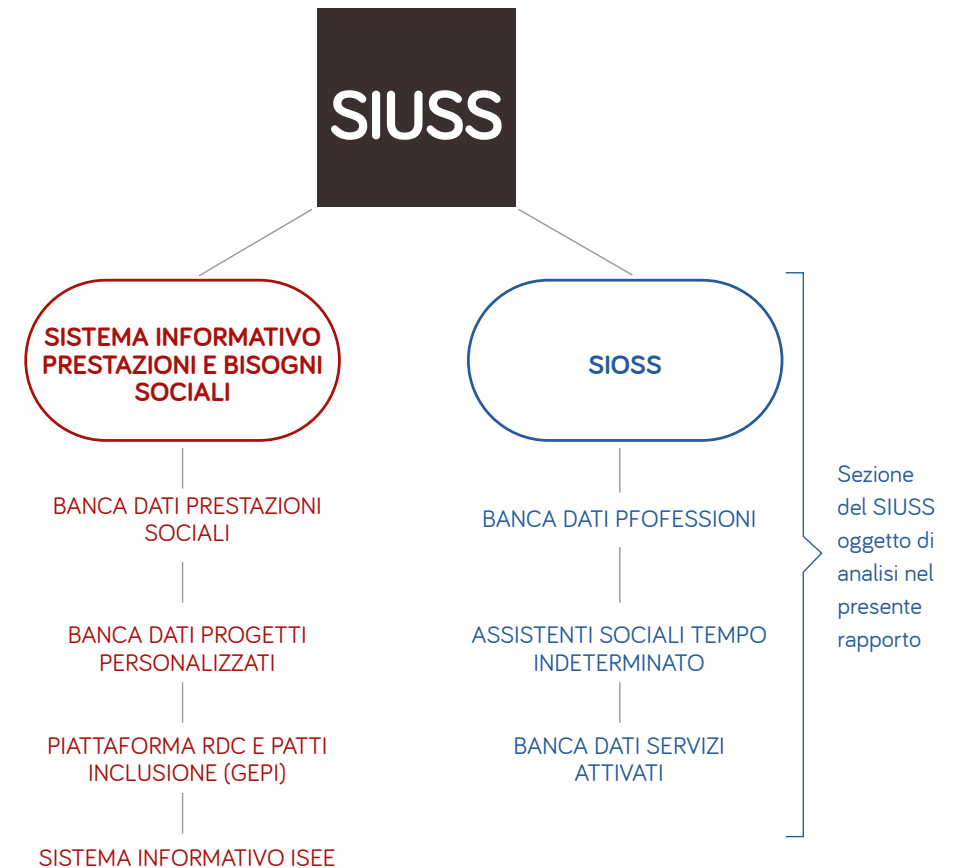 SIUSS
SISTEMA INFORMATIVO
PRESTAZIONI E BISOGNI
SOCIALI
BANCA DATI PRESTAZIONI
SOCIALI
BANCA DATI PROGETTI
PERSONALIZZATI
PIATTAFORMA RDC E PATTI
INCLUSIONE (GEPI)
SISTEMA INFORMATIVO ISEE
SIOSS
BANCA DATI PFOFESSIONI
ASSISTENTI SOCIALI TEMPO
INDETERMINATO
BANCA DATI SERVIZI
ATTIVATI
Sezione
del SIUSS
oggetto di
analisi nel
presente
rapporto